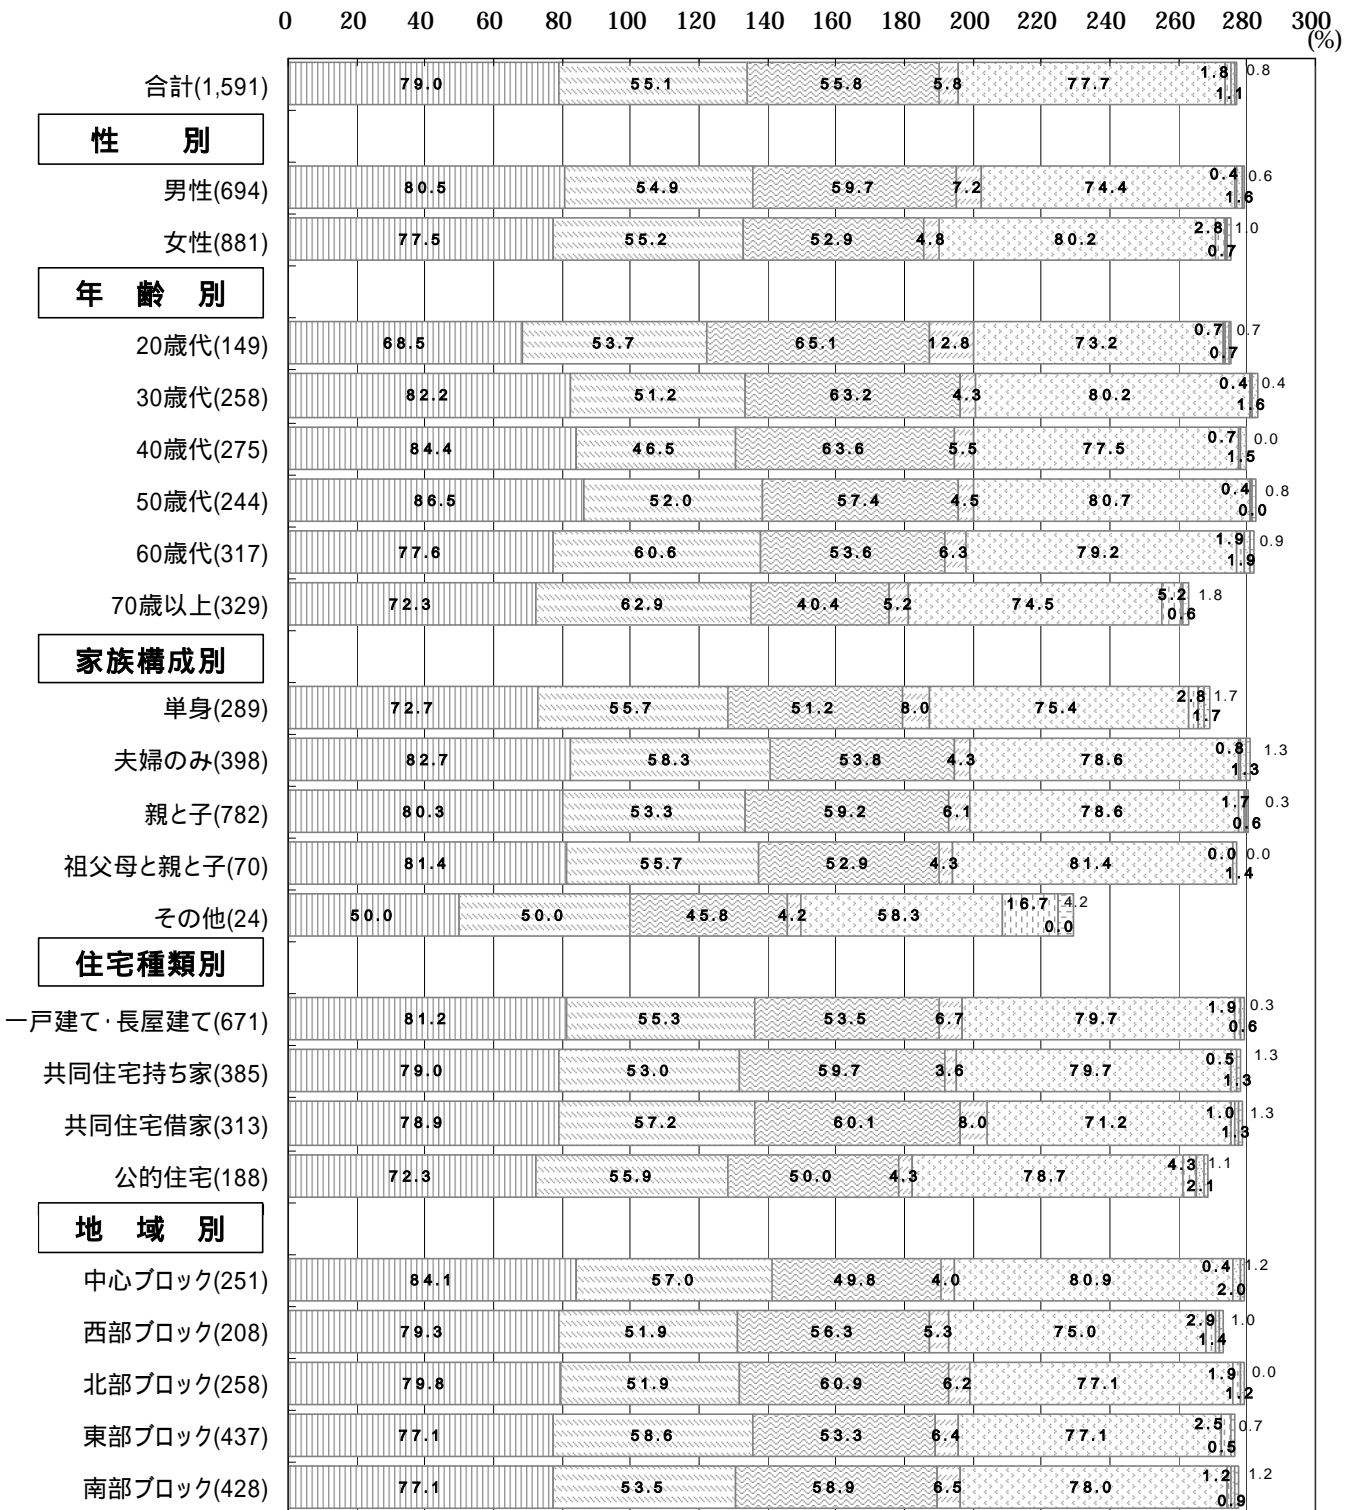 0 20 40 60 80 100 120 140 160 180 200 220 240 260 280 300
(%)
合計(1,591) 79.0 55.1 55.8 5.8 77.7 1.8 1.1 0.8
性 別
男性(694) 80.5 54.9 59.7 7.2 74.4 0.4 1.6 0.6
女性(881) 77.5 55.2 52.9 4.8 80.2 2.8 0.7 1.0
年 齢 別
20歳代(149) 68.5 53.7 65.1 12.8 73.2 0.7 0.7 0.7
30歳代(258) 82.2 51.2 63.2 4.3 80.2 0.4 1.6 0.4
40歳代(275) 84.4 46.5 63.6 5.5 77.5 0.7 1.5 0.0
50歳代(244) 86.5 52.0 57.4 4.5 80.7 0.4 0.0 0.8
60歳代(317) 77.6 60.6 53.6 6.3 79.2 1.9 1.9 0.9
70歳以上(329) 72.3 62.9 40.4 5.2 74.5 5.2 0.6 1.8
家族構成別
単身(289) 72.7 55.7 51.2 8.0 75.4 2.8 1.7 1.7
夫婦のみ(398) 82.7 58.3 53.8 4.3 78.6 0.8 1.3 1.3
親と子(782) 80.3 53.3 59.2 6.1 78.6 1.7 0.6 0.3
祖父母と親と子(70) 81.4 55.7 52.9 4.3 81.4 0.0 1.4 0.0
その他(24) 50.0 50.0 45.8 4.2 58.3 16.7 0.0 4.2
住宅種類別
一戸建て・長屋建て(671) 81.2 55.3 53.5 6.7 79.7 1.9 0.6 0.3
共同住宅持ち家(385) 79.0 53.0 59.7 3.6 79.7 0.5 1.3 1.3
共同住宅借家(313) 78.9 57.2 60.1 8.0 71.2 1.0 1.3 1.3
公的住宅(188) 72.3 55.9 50.0 4.3 78.7 4.3 2.1 1.1
地 域 別
中心ブロック(251) 84.1 57.0 49.8 4.0 80.9 0.4 2.0 1.2
西部ブロック(208) 79.3 51.9 56.3 5.3 75.0 2.9 1.4 1.0
北部ブロック(258) 79.8 51.9 60.9 6.2 77.1 1.9 1.2 0.0
東部ブロック(437) 77.1 58.6 53.3 6.4 77.1 2.5 0.5 0.7
南部ブロック(428) 77.1 53.5 58.9 6.5 78.0 1.2 0.9 1.2